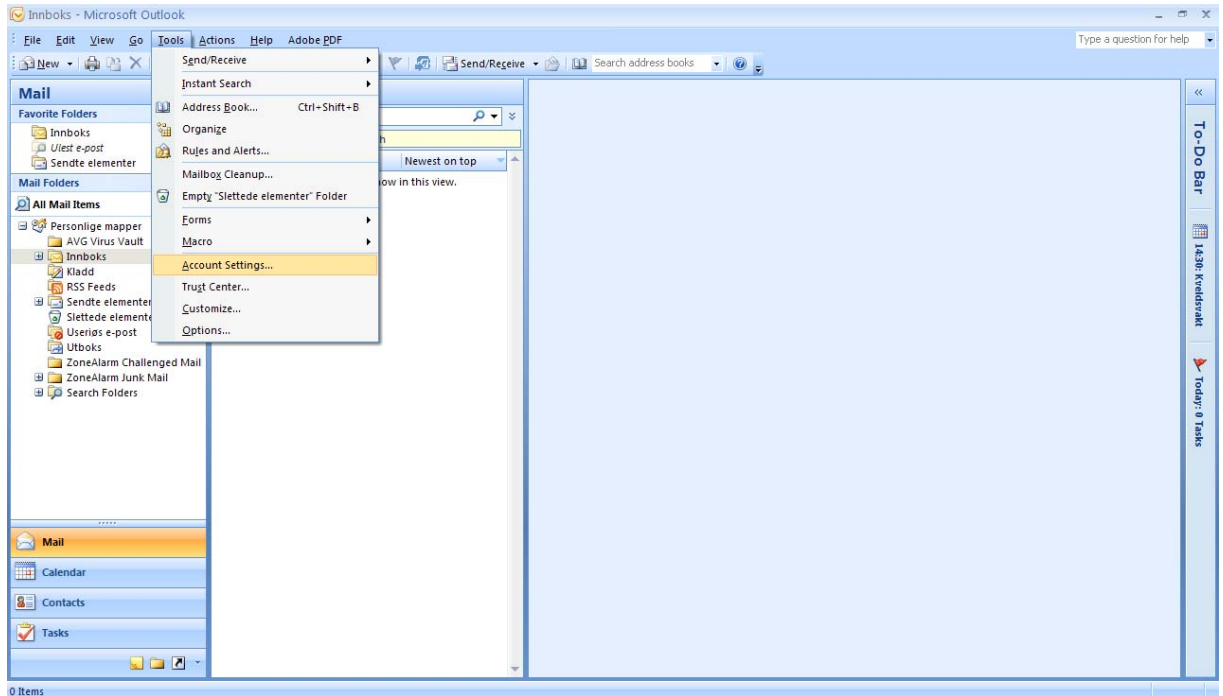 Innboks - Microsoft Outlook
File Edit View Go Tools Actions Help Adobe PDF
Type a question for help
New
Send/Receive
Search address books
Mail
Favorite Folders
Innboks
Ulest e-post
Sendte elementer
Mail Folders
All Mail Items
Personlige mapper
AVG Virus Vault
Innboks
Kladd
RSS Feeds
Sendte elementer
Slettede elemente
Useriøs e-post
Utboks
ZoneAlarm Challenged Mail
ZoneAlarm Junk Mail
Search Folders
Mail
Calendar
Contacts
Tasks
0 Items
Send/Receive
Instant Search
Address Book... Ctrl+Shift+B
Organize
Rules and Alerts...
Mailbox Cleanup...
Empty "Slettede elementer" Folder
Forms
Macro
Account Settings...
Trust Center...
Customize...
Options...
h
Newest on top
ow in this view.
To-Do Bar
14:30: Kveldsvakt
Today: 0 Tasks